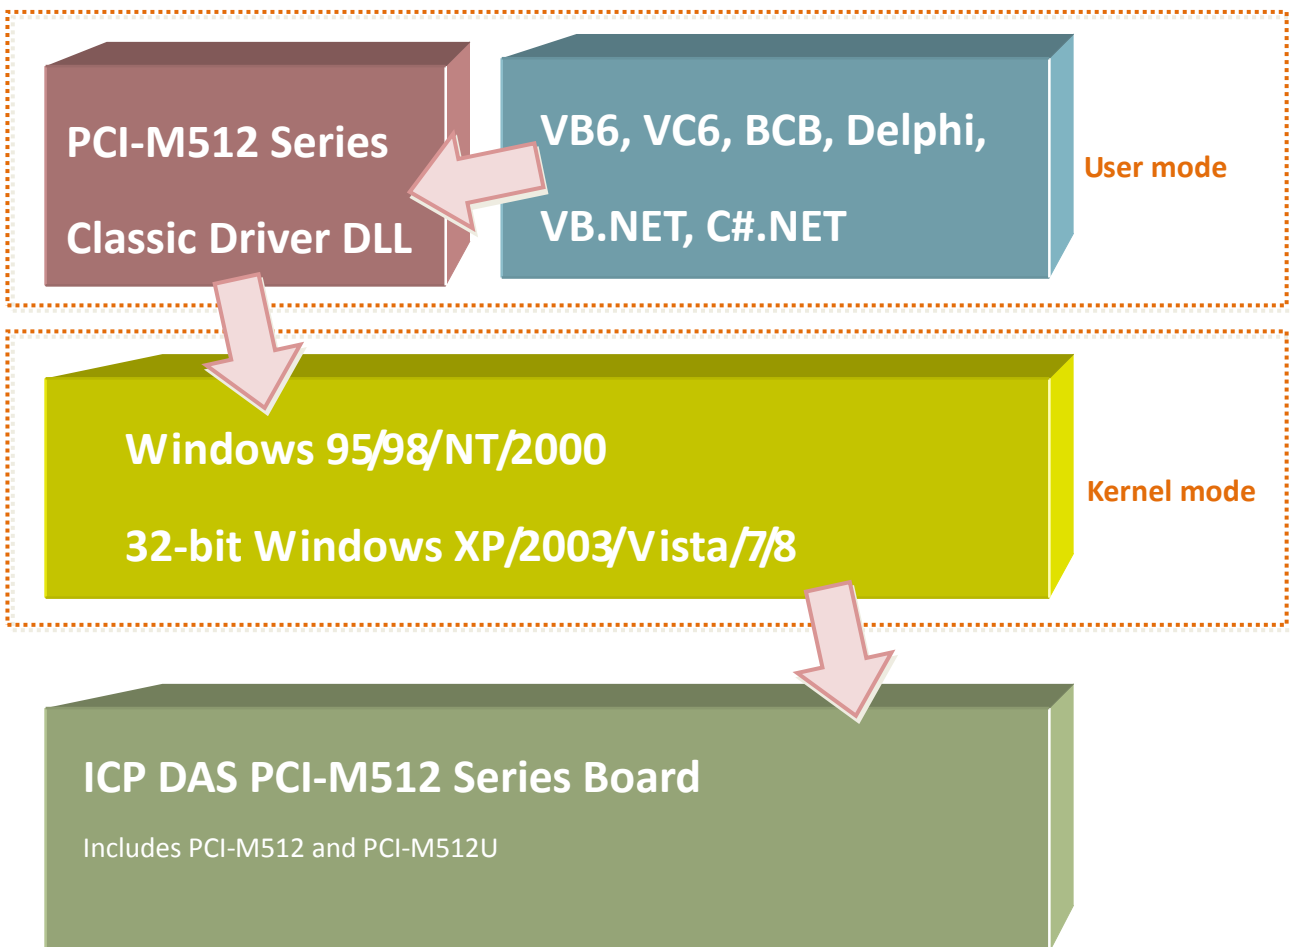 PCI-M512 Series
Classic Driver DLL
VB6, VC6, BCB, Delphi,
VB.NET, C#.NET
User mode
Windows 95/98/NT/2000
32-bit Windows XP/2003/Vista/7/8
Kernel mode
ICP DAS PCI-M512 Series Board
Includes PCI-M512 and PCI-M512U